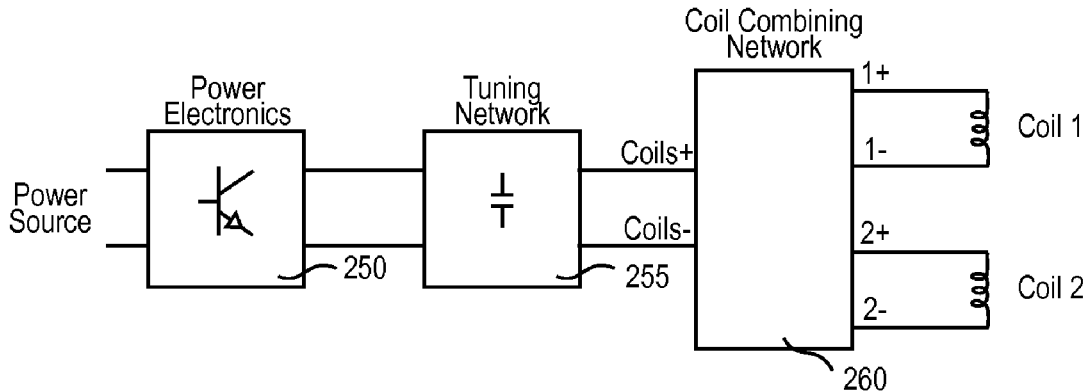 Power
Source
Power
Electronics
250
Tuning
Network
255
Coils+
Coils-
Coil Combining
Network
260
1+
1-
Coil 1
2+
2-
Coil 2